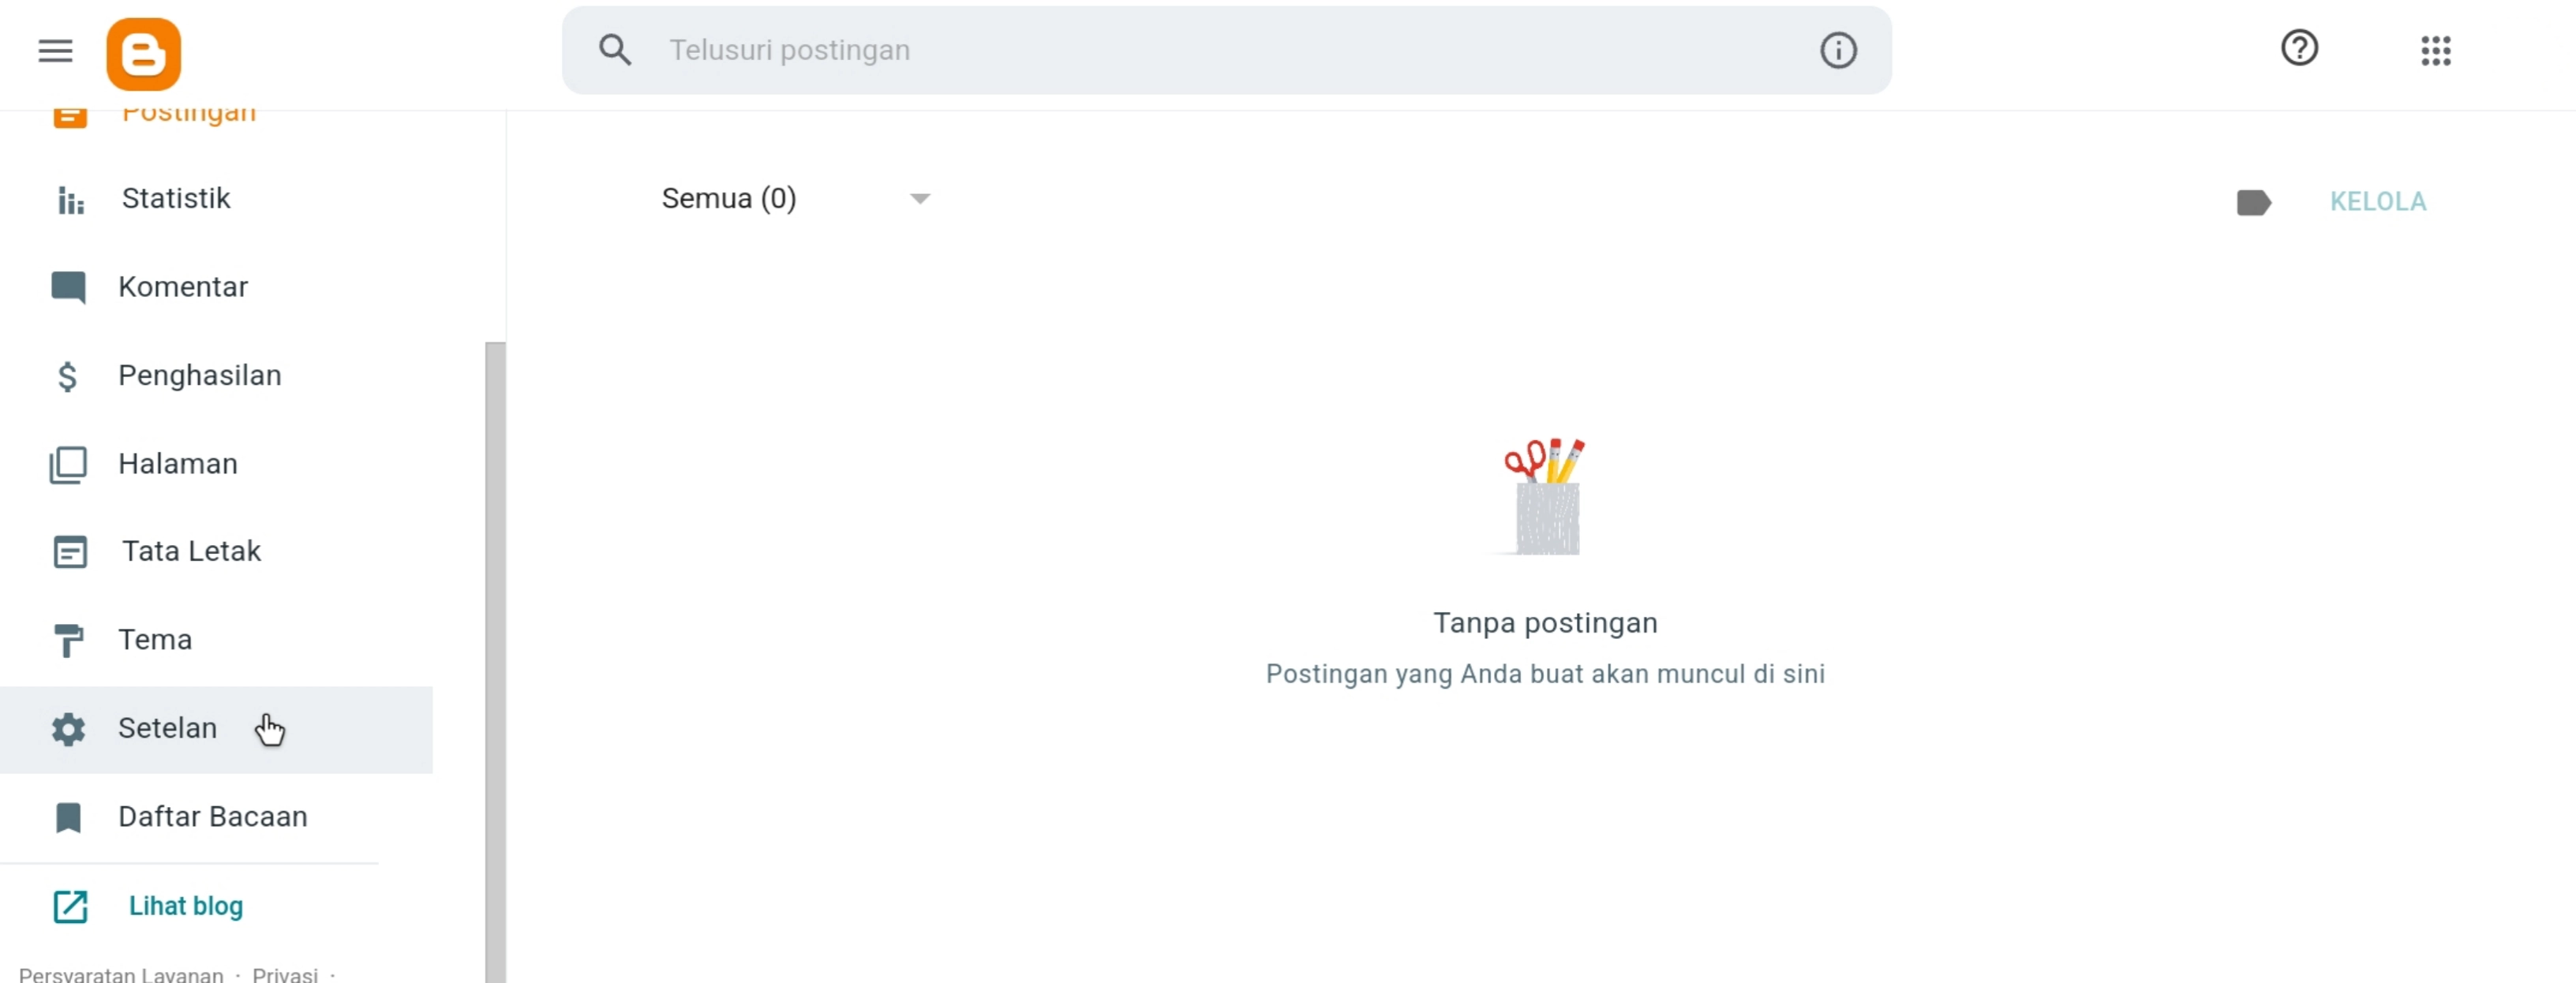 Telusuri postingan
Postingan
Statistik
Komentar
Penghasilan
Halaman
Tata Letak
Tema
Setelan
Daftar Bacaan
Lihat blog
Persyaratan Layanan · Privasi ·
Semua (0)
KELOLA
Tanpa postingan
Postingan yang Anda buat akan muncul di sini